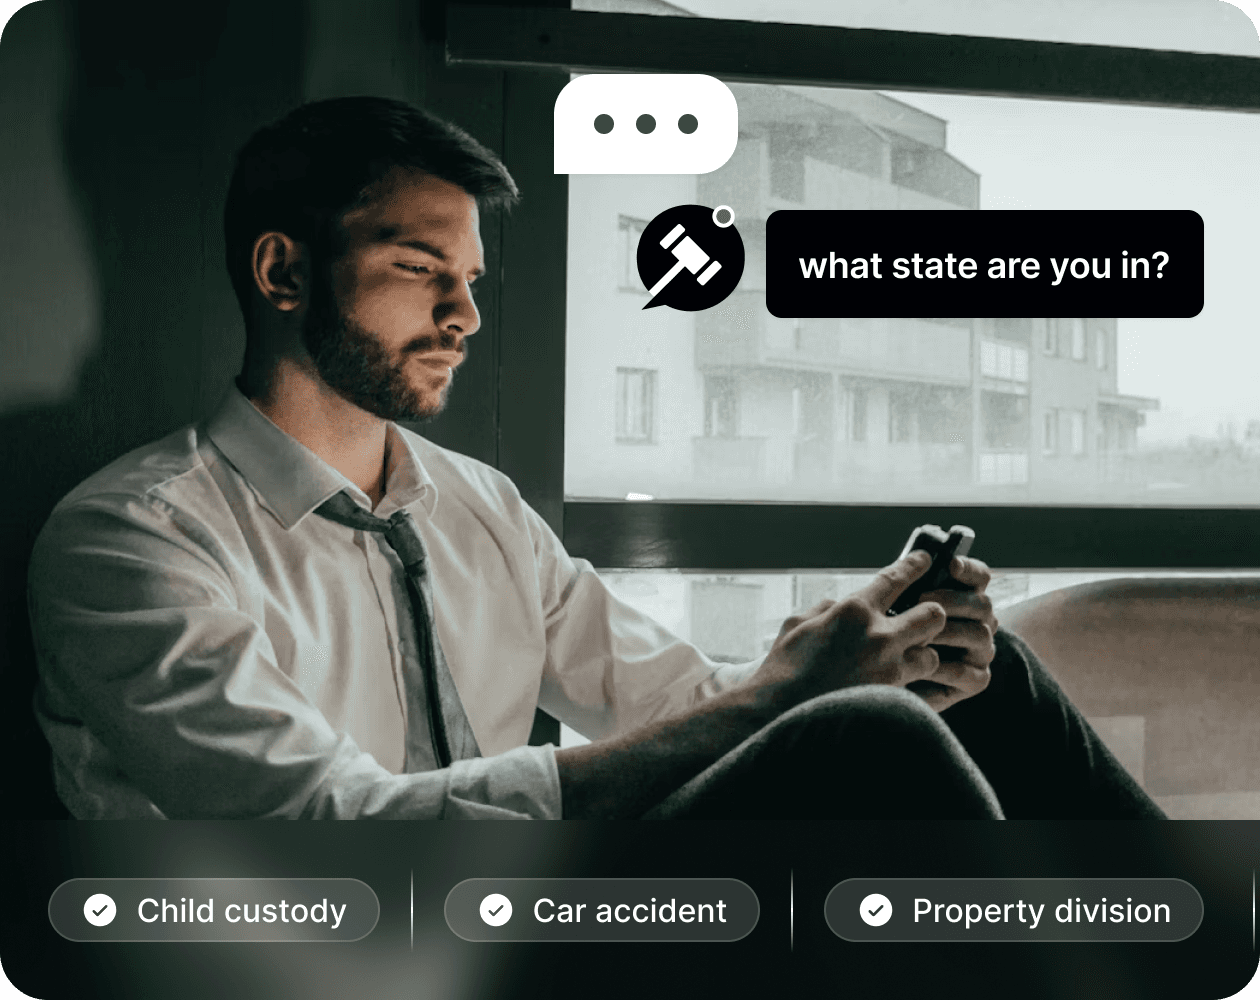 what state are you in?
Child custody
Car accident
Property division